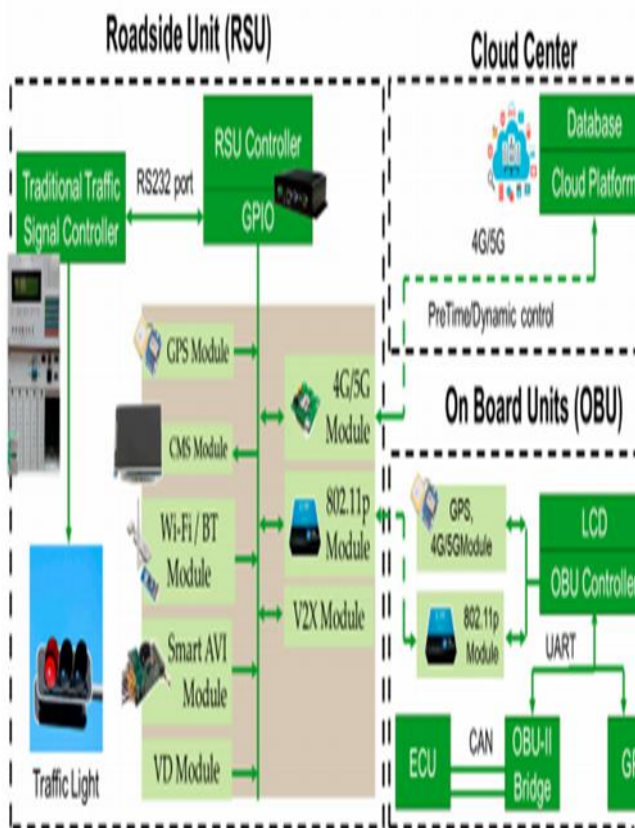 Roadside Unit (RSU)
Cloud Center
RSU Controller
GPIO
RS232 port
Traditional Traffic
Signal Controller
Database
Cloud Platform
4G/5G
PreTime/Dynamic control
GPS Module
4G/5G
Module
CMS Module
On Board Units (OBU)
802.11p
Module
Wi-Fi / BT
Module
GPS,
4G/5GModule
LCD
OBU Controller
V2X Module
802.11p
Module
UART
Smart AVI
Module
VD Module
Traffic Light
ECU
CAN
OBU-II
Bridge